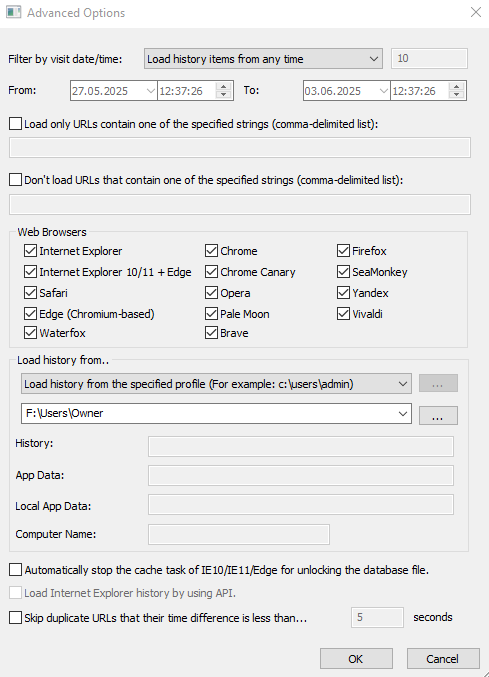 Advanced Options
Filter by visit date/time: Load history items from any time 10
From: 27.05.2025 12:37:26 To: 03.06.2025 12:37:26
Load only URLs contain one of the specified strings (comma-delimited list):
Don't load URLs that contain one of the specified strings (comma-delimited list):
Web Browsers
Internet Explorer Chrome Firefox
Internet Explorer 10/11 + Edge Chrome Canary SeaMonkey
Safari Opera Yandex
Edge (Chromium-based) Pale Moon Vivaldi
Waterfox Brave
Load history from..
Load history from the specified profile (For example: c:\users\admin) ...
F:\Users\Owner ...
History:
App Data:
Local App Data:
Computer Name:
Automatically stop the cache task of IE10/IE11/Edge for unlocking the database file.
Load Internet Explorer history by using API.
Skip duplicate URLs that their time difference is less than... 5 seconds
OK Cancel